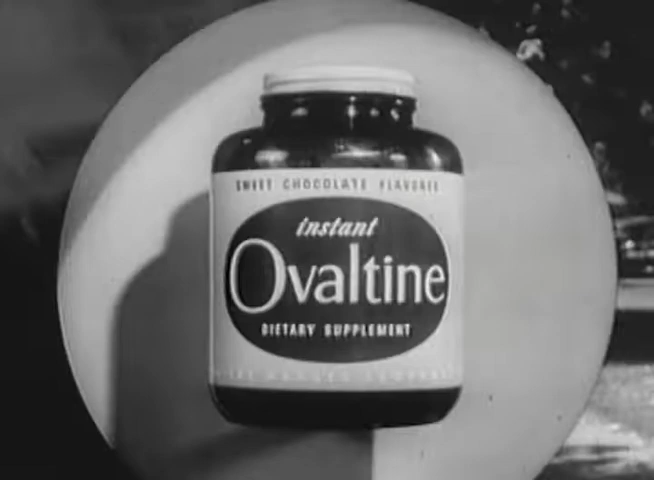 SWEET CHOCOLATE FLAVORED
instant
Ovaltine
DIETARY SUPPLEMENT